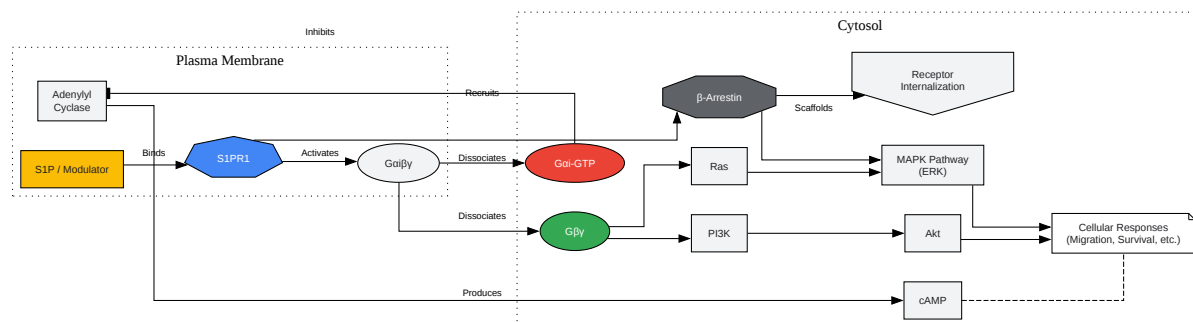 Cytosol
Inhibits
Plasma Membrane
Adenylyl
Cyclase
Recruits
β-Arrestin
Scaffolds
Receptor
Internalization
S1P / Modulator
Binds
S1PR1
Activates
Gαiβγ
Dissociates
Gαi-GTP
Ras
MAPK Pathway
(ERK)
Dissociates
Gβγ
PI3K
Akt
Cellular Responses
(Migration, Survival, etc.)
Produces
cAMP